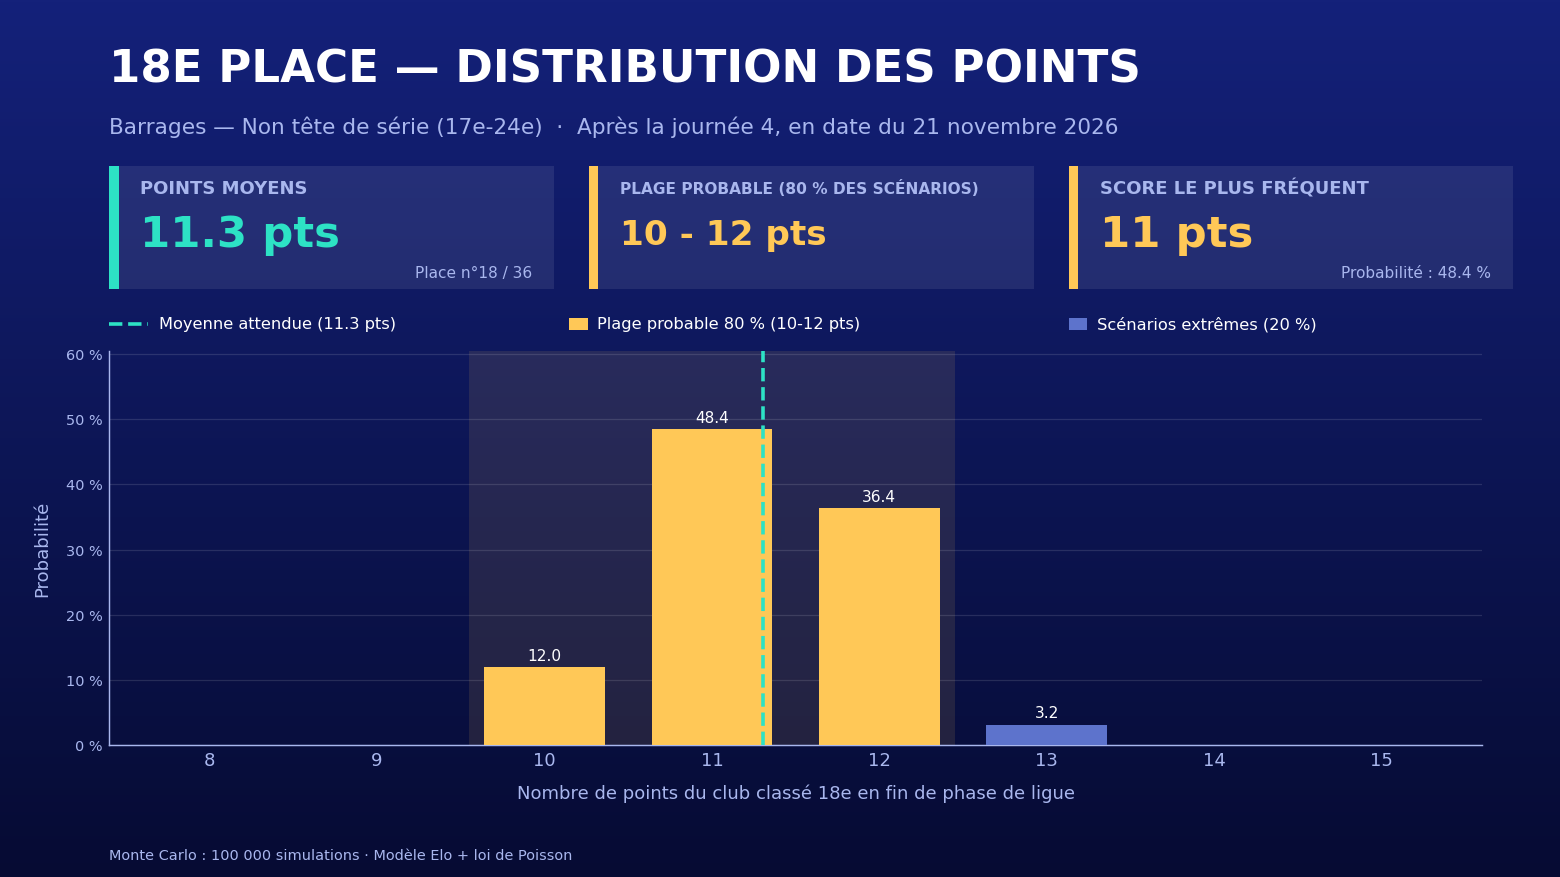 18E PLACE — DISTRIBUTION DES POINTS
Barrages — Non tête de série (17e-24e)  ·  Après la journée 4, en date du 21 novembre 2026
POINTS MOYENS
11.3 pts
Place n°18 / 36
PLAGE PROBABLE (80 % DES SCÉNARIOS)
10 - 12 pts
SCORE LE PLUS FRÉQUENT
11 pts
Probabilité : 48.4 %
Moyenne attendue (11.3 pts)
Plage probable 80 % (10-12 pts)
Scénarios extrêmes (20 %)
Probabilité
60 %
50 %
40 %
30 %
20 %
10 %
0 %
12.0
48.4
36.4
3.2
8 9 10 11 12 13 14 15
Nombre de points du club classé 18e en fin de phase de ligue
Monte Carlo : 100 000 simulations · Modèle Elo + loi de Poisson